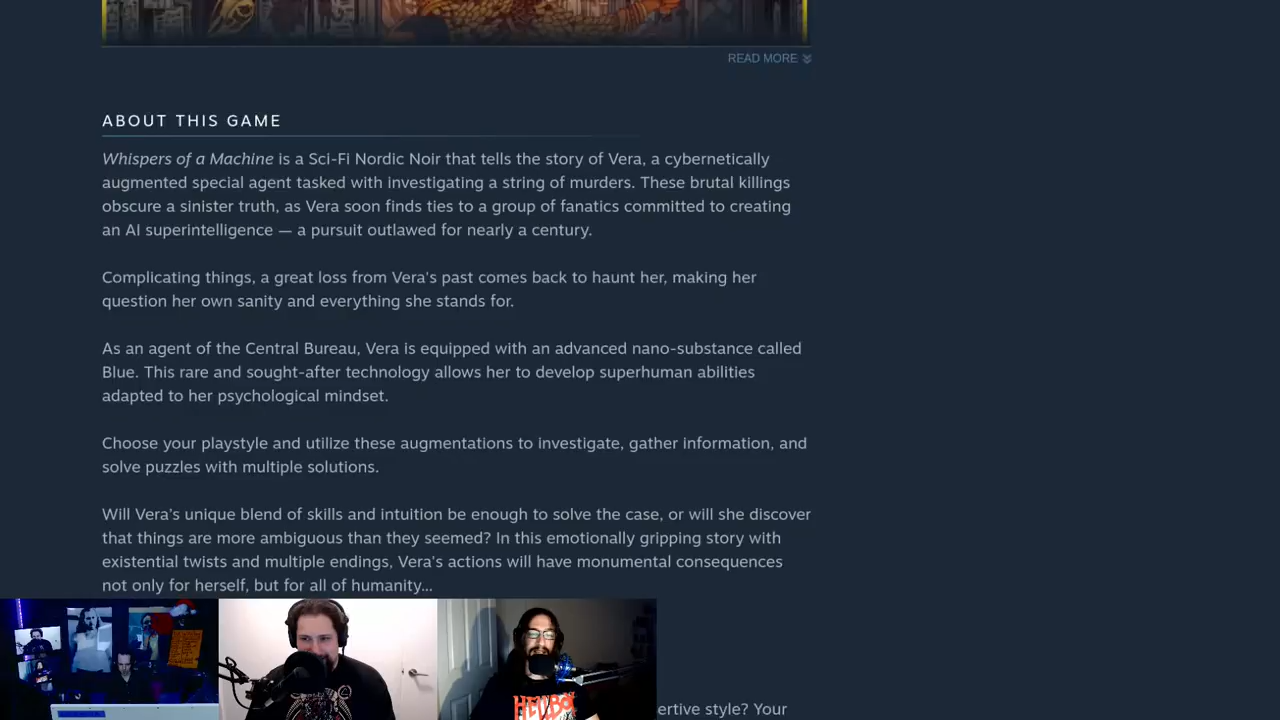 READ MORE
ABOUT THIS GAME
Whispers of a Machine is a Sci-Fi Nordic Noir that tells the story of Vera, a cybernetically
augmented special agent tasked with investigating a string of murders. These brutal killings
obscure a sinister truth, as Vera soon finds ties to a group of fanatics committed to creating
an AI superintelligence — a pursuit outlawed for nearly a century.
Complicating things, a great loss from Vera's past comes back to haunt her, making her
question her own sanity and everything she stands for.
As an agent of the Central Bureau, Vera is equipped with an advanced nano-substance called
Blue. This rare and sought-after technology allows her to develop superhuman abilities
adapted to her psychological mindset.
Choose your playstyle and utilize these augmentations to investigate, gather information, and
solve puzzles with multiple solutions.
Will Vera's unique blend of skills and intuition be enough to solve the case, or will she discover
that things are more ambiguous than they seemed? In this emotionally gripping story with
existential twists and multiple endings, Vera's actions will have monumental consequences
not only for herself, but for all of humanity...
HELLBOY
ertive style? Your